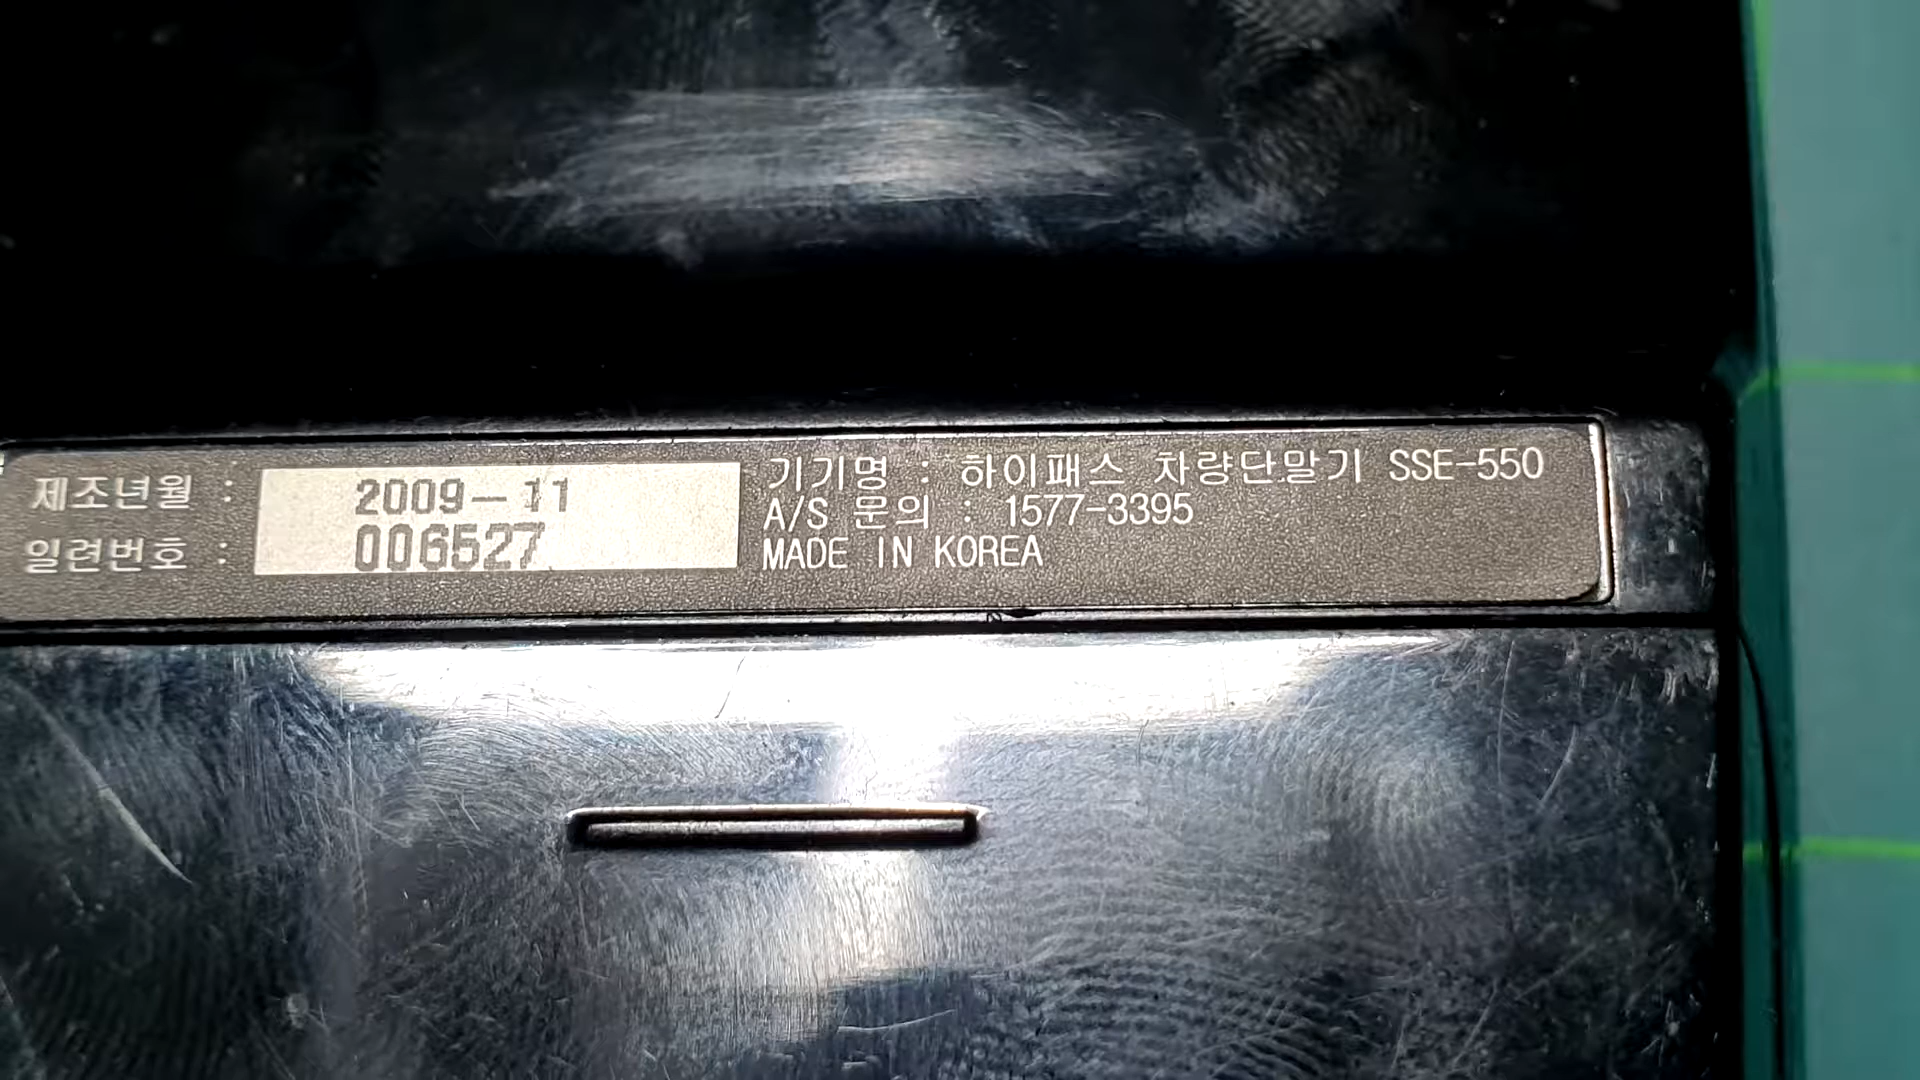 제조년월 : 2009-11
일련번호 : 006527
기기명 : 하이패스 차량단말기 SSE-550
A/S 문의 : 1577-3395
MADE IN KOREA